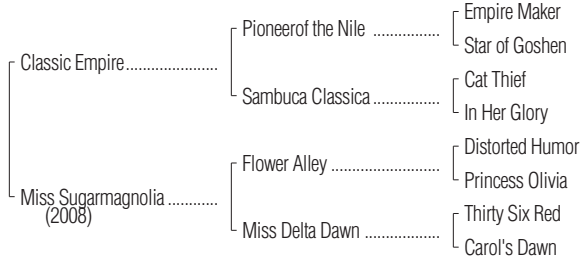 Empire Maker
Pioneerof the Nile ................
Star of Goshen
Classic Empire......................
Cat Thief
Sambuca Classica................
In Her Glory
Distorted Humor
Flower Alley ..........................
Princess Olivia
Miss Sugarmagnolia ............
(2008)
Thirty Six Red
Miss Delta Dawn ..................
Carol's Dawn